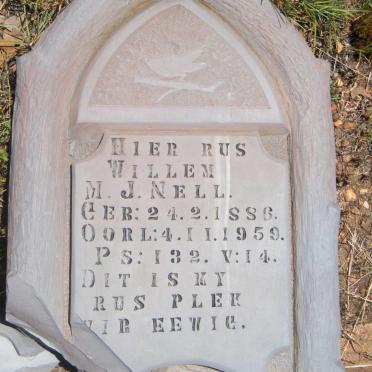 HIER RUS
WILLEM
M. J. NELL.
GEB: 24.2.1886.
OORL: 4.11.1959.
PS: 132. V: 14.
DIT IS MY
RUS PLEK
VIR EEWIG.